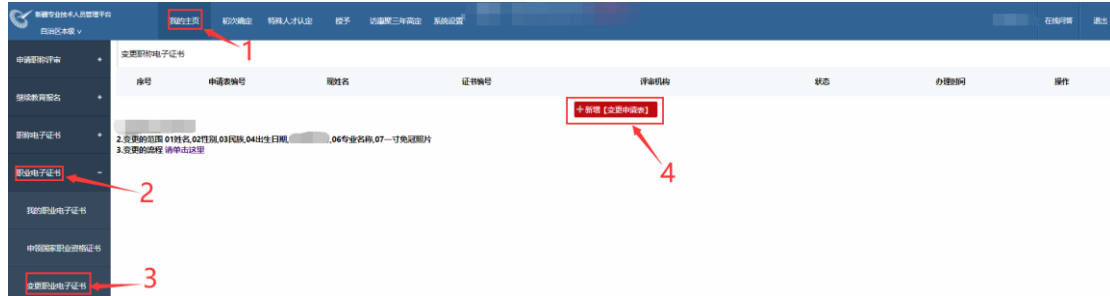 新疆专业技术人员管理平台
自治区本级 ∨
我的主页 初次确定 特殊人才认定 授予 访惠聚三年高定 系统设置
在线问答 退出
1
申请职称评审 +
继续教育报名 +
职称电子证书 +
职业电子证书 -
2
我的职业电子证书
申领国家职业资格证书
变更职业电子证书
3
变更职称电子证书
序号 申请表编号 现姓名 证书编号 评审机构 状态 办理时间 操作
+新增【变更申请表】
4
2.变更的范围 01姓名,02性别,03民族,04出生日期, ,06专业名称,07一寸免冠照片
3.变更的流程 请单击这里